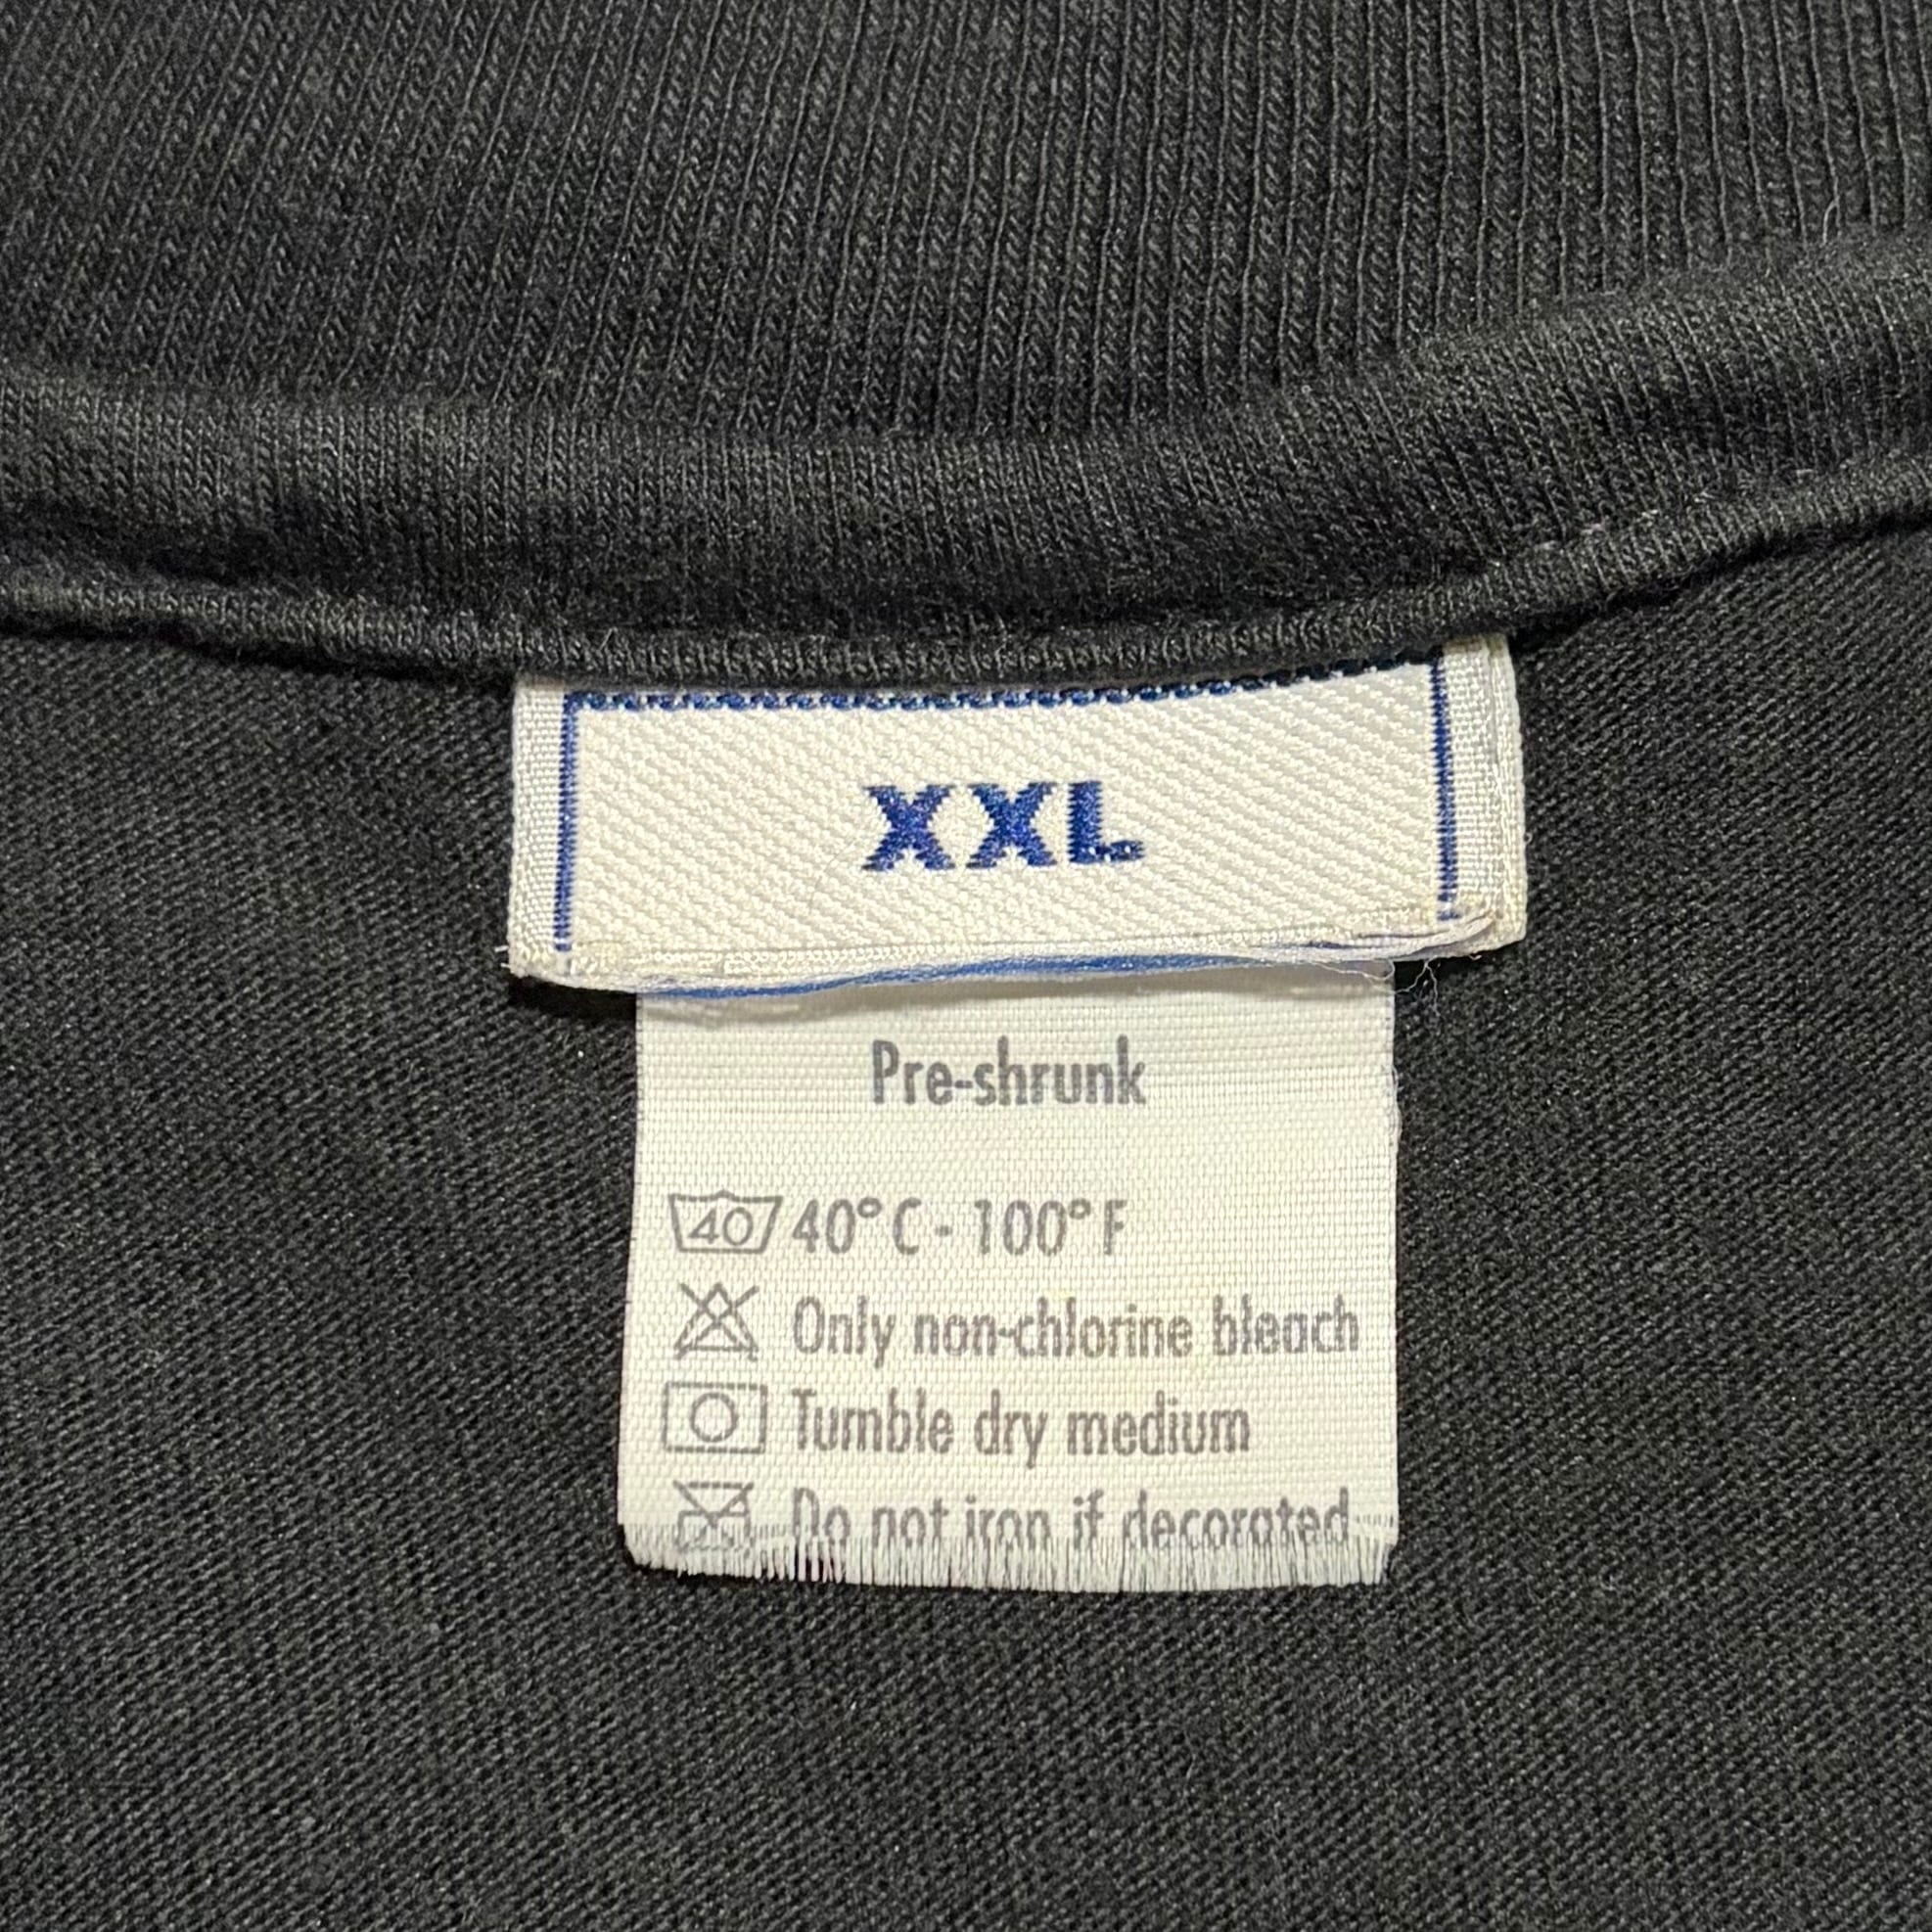 XXL
Pre-shrunk
40 40°C - 100°F
Only non-chlorine bleach
Tumble dry medium
Do not iron if decorated